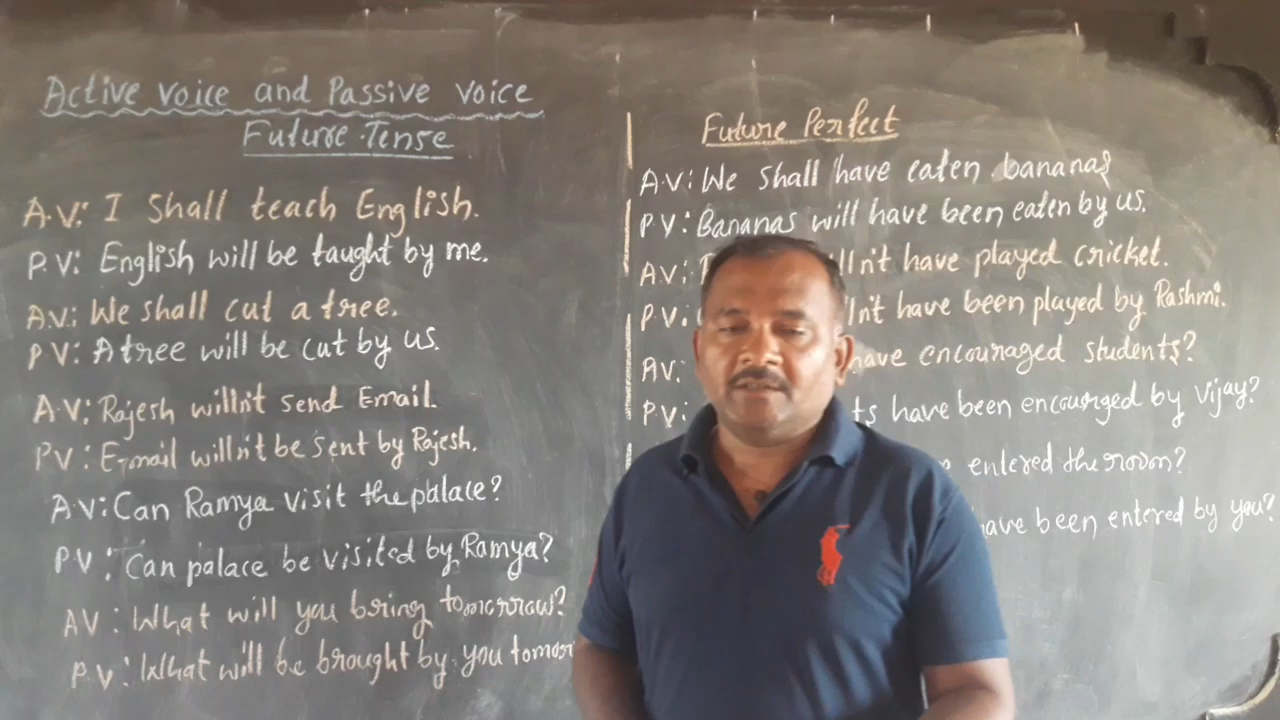 Active Voice and Passive Voice
Future Tense
A.V: I Shall teach English.
P.V: English will be taught by me.
A.V: We shall cut a tree.
P.V: A tree will be cut by us.
A.V: Rajesh willn't send Email.
P.V: E-mail willn't be sent by Rajesh.
A.V: Can Ramya visit the palace?
P.V: Can palace be visited by Ramya?
A.V: What will you bring tomorrow?
P.V: What will be brought by you
Future Perfect
A.V: We shall have eaten bananas
P.V: Bananas will have been eaten by us.
A.V: have played cricket.
P.V: have been played by Rashmi.
A.V: have encouraged students?
P.V: have been encourged by Vijay?
entered the room?
have been entered by you?